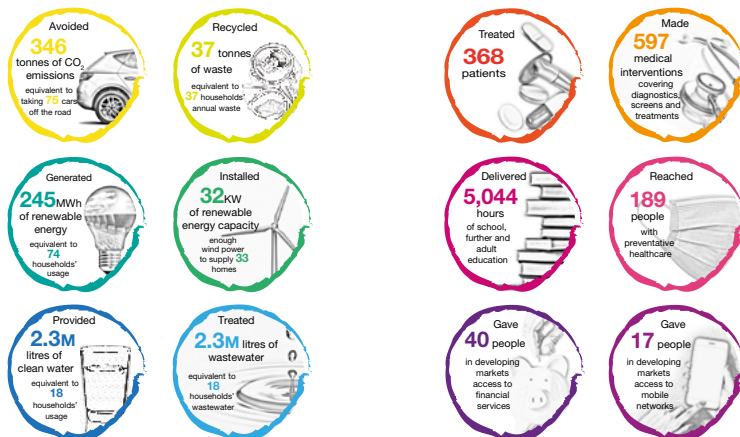 Avoided
346
tonnes of CO2
emissions
equivalent to
taking 75 cars
off the road
Recycled
37 tonnes
of waste
equivalent to
37 households'
annual waste
Treated
368
patients
Made
597
medical
interventions
covering
diagnostics,
screens and
treatments
Generated
245MWh
of renewable
energy
equivalent to
74
households'
usage
Installed
32KW
of renewable
energy capacity
enough
wind power
to supply 33
homes
Delivered
5,044
hours
of school,
further and
adult
education
Reached
189
people
with
preventative
healthcare
Provided
2.3M
litres of
clean water
equivalent to
18
households'
usage
Treated
2.3M litres of
wastewater
equivalent to
18
households'
wastewater
Gave
40 people
in developing
markets
access to
financial
services
Gave
17 people
in developing
markets
access to
mobile
networks